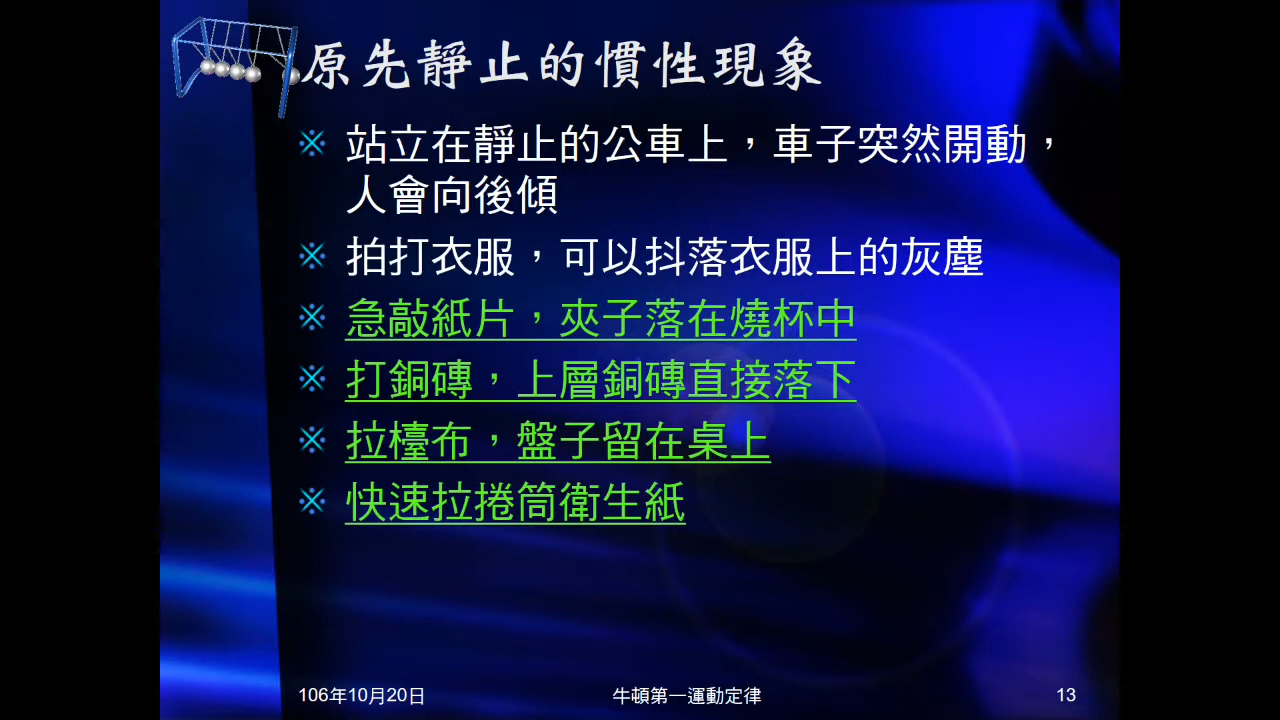 原先靜止的慣性現象
※ 站立在靜止的公車上，車子突然開動，
人會向後傾
※ 拍打衣服，可以抖落衣服上的灰塵
※ 急敲紙片，夾子落在燒杯中
※ 打銅磚，上層銅磚直接落下
※ 拉檯布，盤子留在桌上
※ 快速拉捲筒衛生紙
106年10月20日
牛頓第一運動定律
13